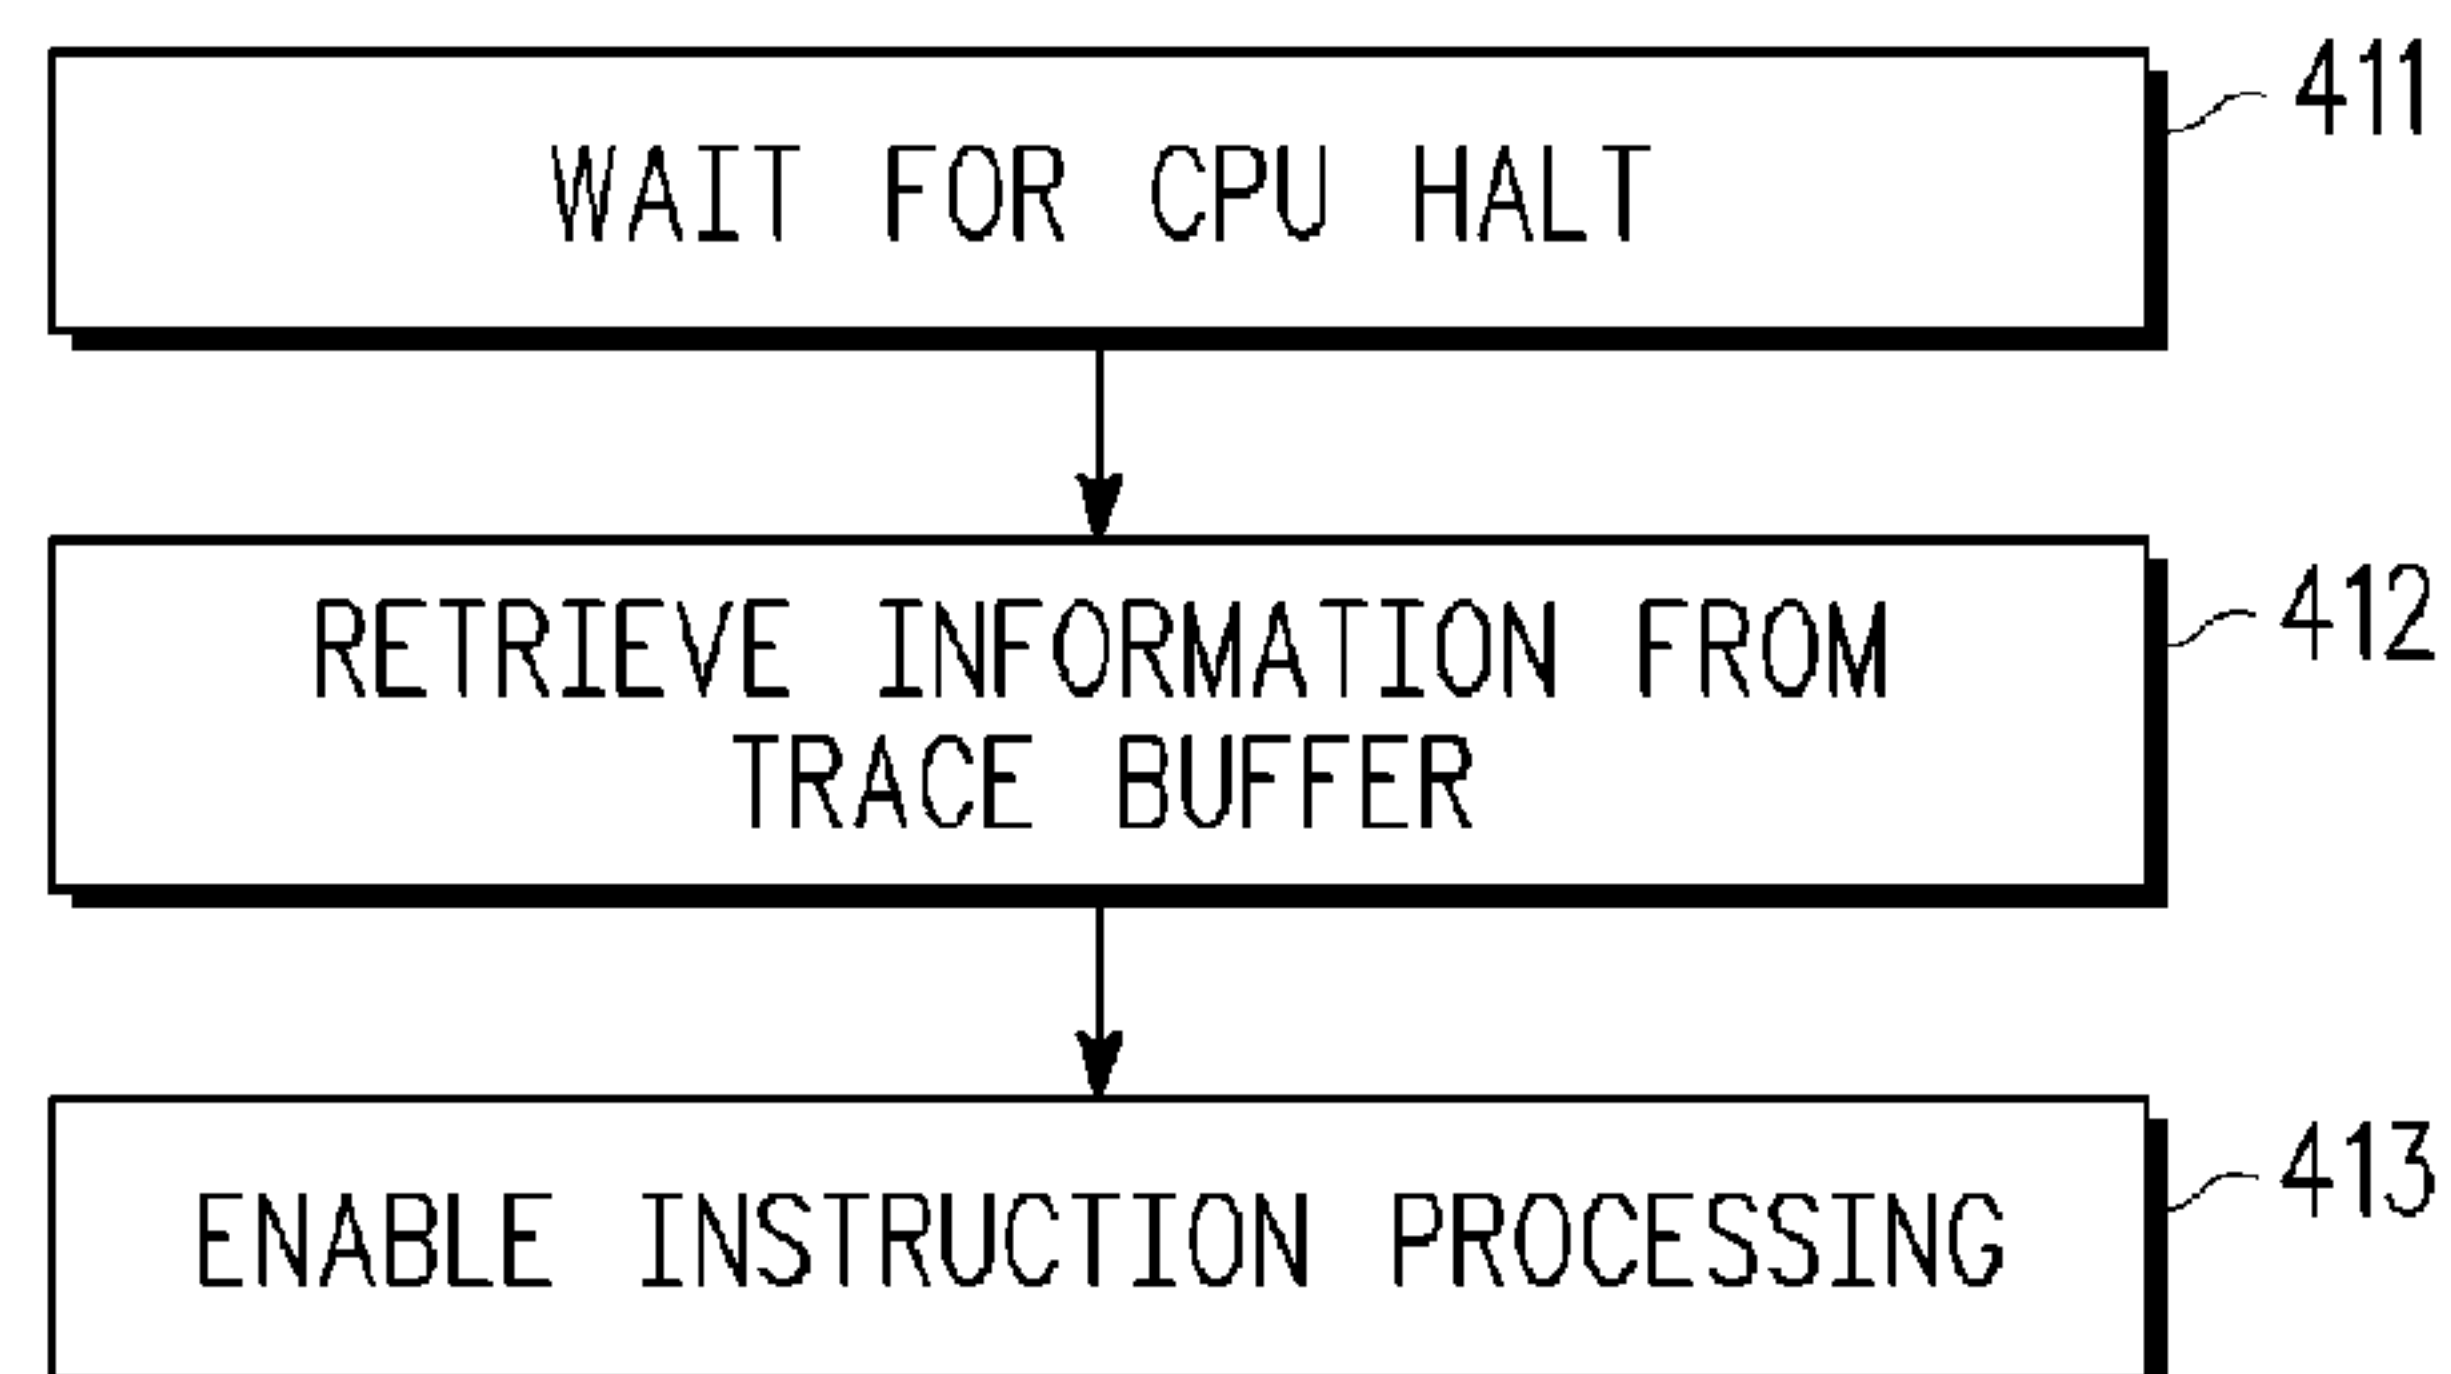 WAIT FOR CPU HALT
411
RETRIEVE INFORMATION FROM
TRACE BUFFER
412
ENABLE INSTRUCTION PROCESSING
413